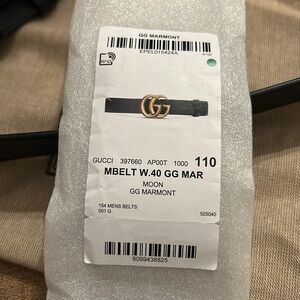 GG MARMONT
EPEL015424A
GUCCI 397660 AP00T 1000 110
MBELT W.40 GG MAR
MOON
GG MARMONT
154 MENS BELTS
001 G
525040
8099438825